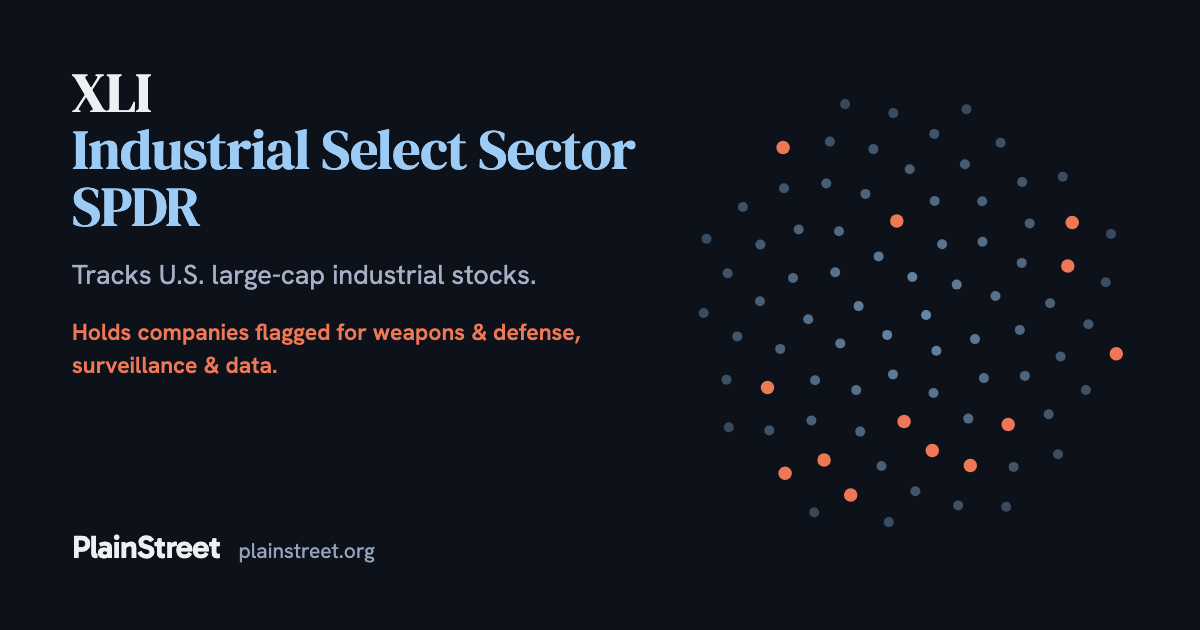 XLI
Industrial Select Sector
SPDR
Tracks U.S. large-cap industrial stocks.
Holds companies flagged for weapons & defense,
surveillance & data.
PlainStreet plainstreet.org